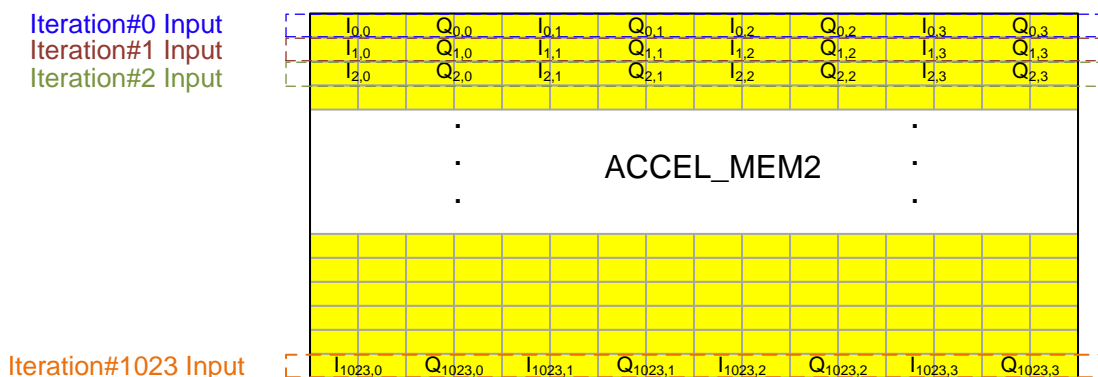 Iteration#0 Input I0,0 Q0,0 I0,1 Q0,1 I0,2 Q0,2 I0,3 Q0,3
Iteration#1 Input I1,0 Q1,0 I1,1 Q1,1 I1,2 Q1,2 I1,3 Q1,3
Iteration#2 Input I2,0 Q2,0 I2,1 Q2,1 I2,2 Q2,2 I2,3 Q2,3
ACCEL_MEM2
Iteration#1023 Input I1023,0 Q1023,0 I1023,1 Q1023,1 I1023,2 Q1023,2 I1023,3 Q1023,3